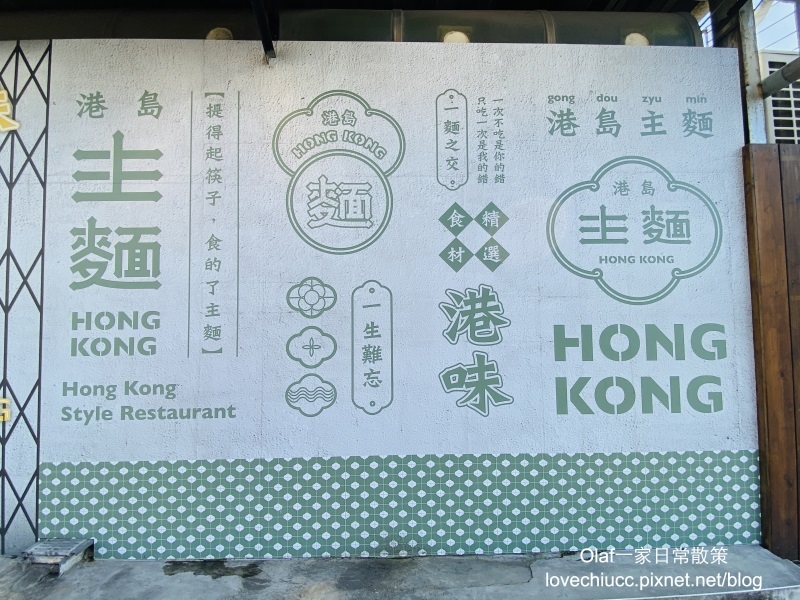 港島
主麵
HONG
KONG
Hong Kong
Style Restaurant
【提得起筷子，食的了主麵】
港島
HONG KONG
麵
一生難忘
一麵之交
一次不吃是你的錯
只吃一次是我的錯
精選
食材
港味
gong dou zyu min
港島主麵
港島
主麵
HONG KONG
HONG
KONG
Olaf一家日常散策
lovechiucc.pixnet.net/blog